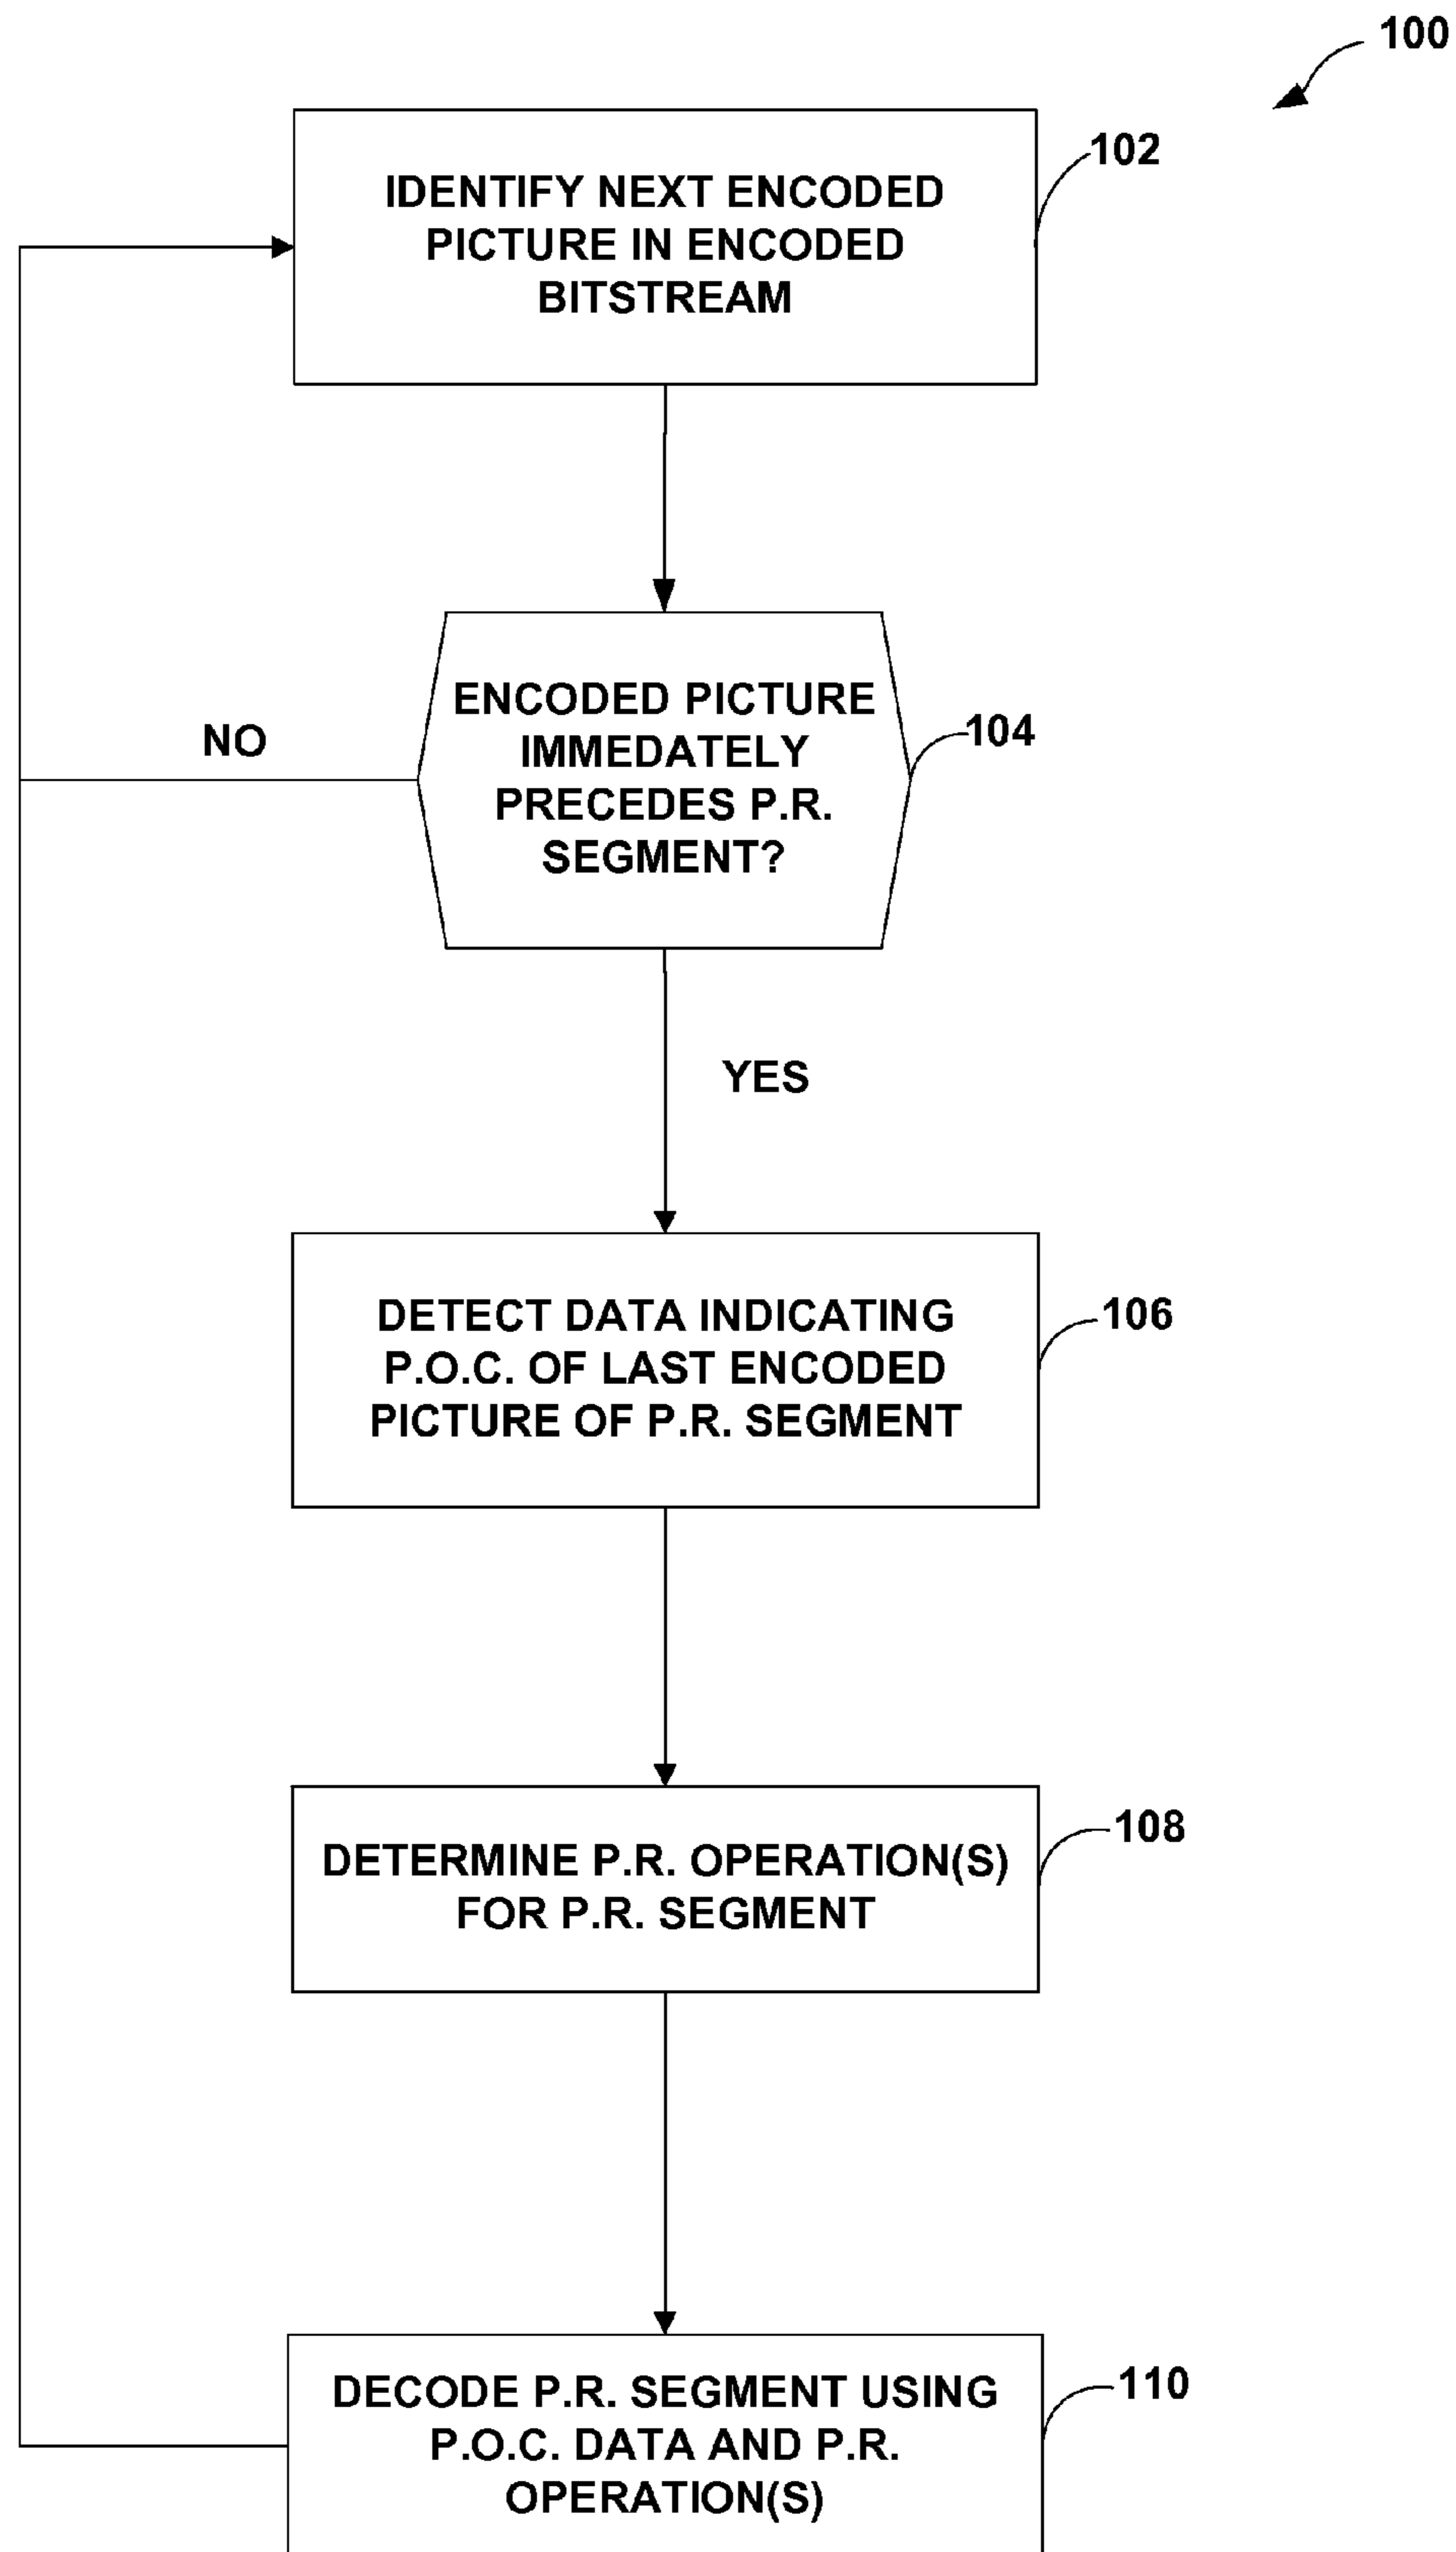 100
102
IDENTIFY NEXT ENCODED
PICTURE IN ENCODED
BITSTREAM
ENCODED PICTURE
IMMEDATELY
PRECEDES P.R.
SEGMENT?
104
NO
YES
DETECT DATA INDICATING
P.O.C. OF LAST ENCODED
PICTURE OF P.R. SEGMENT
106
DETERMINE P.R. OPERATION(S)
FOR P.R. SEGMENT
108
DECODE P.R. SEGMENT USING
P.O.C. DATA AND P.R.
OPERATION(S)
110